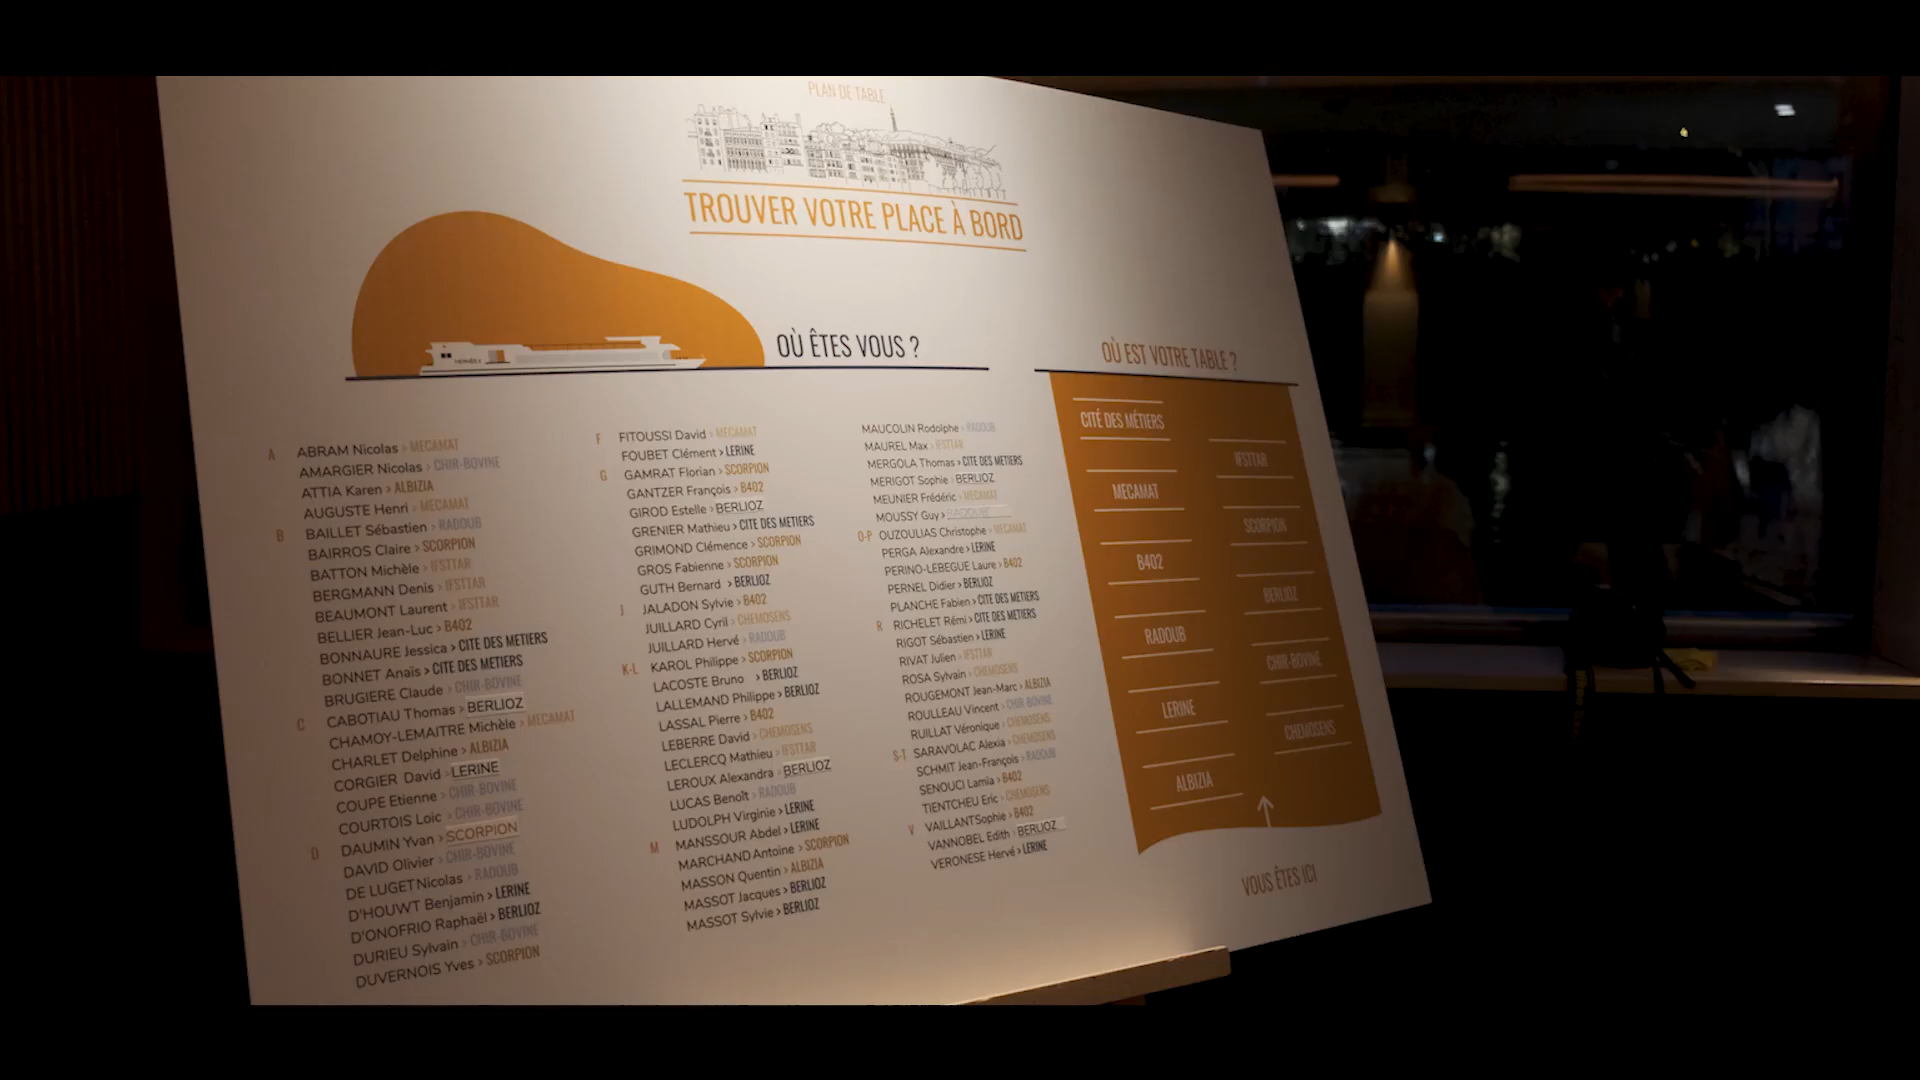 PLAN DE TABLE
TROUVER VOTRE PLACE À BORD
OÙ ÊTES VOUS ?
A ABRAM Nicolas > MECAMAT
AMARGIER Nicolas > CHIR-BOVINE
ATTIA Karen > ALBIZIA
AUGUSTE Henri > MECAMAT
B BAILLET Sébastien > RADOUB
BAIRROS Claire > SCORPION
BATTON Michèle > IFSTTAR
BERGMANN Denis > IFSTTAR
BEAUMONT Laurent > IFSTTAR
BELLIER Jean-Luc > B402
BONNAURE Jessica > CITE DES METIERS
BONNET Anaïs > CITE DES METIERS
BRUGIERE Claude > CHIR-BOVINE
C CABOTIAU Thomas > BERLIOZ
CHAMOY-LEMAITRE Michèle > MECAMAT
CHARLET Delphine > ALBIZIA
CORGIER David > LERINE
COUPE Etienne > CHIR-BOVINE
COURTOIS Loic > CHIR-BOVINE
D DAUMIN Yvan > SCORPION
DAVID Olivier > CHIR-BOVINE
DE LUGET Nicolas > RADOUB
D'HOUWT Benjamin > LERINE
D'ONOFRIO Raphaël > BERLIOZ
DURIEU Sylvain > CHIR-BOVINE
DUVERNOIS Yves > SCORPION
F FITOUSSI David > MECAMAT
FOUBET Clément > LERINE
G GAMRAT Florian > SCORPION
GANTZER François > B402
GIROD Estelle > BERLIOZ
GRENIER Mathieu > CITE DES METIERS
GRIMOND Clémence > SCORPION
GROS Fabienne > SCORPION
GUTH Bernard > BERLIOZ
J JALADON Sylvie > B402
JUILLARD Cyril > CHEMOSENS
JUILLARD Hervé > RADOUB
K-L KAROL Philippe > SCORPION
LACOSTE Bruno > BERLIOZ
LALLEMAND Philippe > BERLIOZ
LASSAL Pierre > B402
LEBERRE David > CHEMOSENS
LECLERCQ Mathieu > IFSTTAR
LEROUX Alexandra > BERLIOZ
LUCAS Benoît > RADOUB
LUDOLPH Virginie > LERINE
M MANSSOUR Abdel > LERINE
MARCHAND Antoine > SCORPION
MASSON Quentin > ALBIZIA
MASSOT Jacques > BERLIOZ
MASSOT Sylvie > BERLIOZ
MAUCOLIN Rodolphe > RADOUB
MAUREL Max > IFSTTAR
MERGOLA Thomas > CITE DES METIERS
MERIGOT Sophie > BERLIOZ
MEUNIER Frédéric > MECAMAT
MOUSSY Guy > RADOUB
O-P OUZOULIAS Christophe > MECAMAT
PERGA Alexandre > LERINE
PERINO-LEBEGUE Laure > B402
PERNEL Didier > BERLIOZ
PLANCHE Fabien > CITE DES METIERS
R RICHELET Rémi > CITE DES METIERS
RIGOT Sébastien > LERINE
RIVAT Julien > IFSTTAR
ROSA Sylvain > CHEMOSENS
ROUGEMONT Jean-Marc > ALBIZIA
ROULLEAU Vincent > CHIR-BOVINE
RUILLAT Véronique > CHEMOSENS
S-T SARAVOLAC Alexia > CHEMOSENS
SCHMIT Jean-François > RADOUB
SENOUCI Lamia > B402
TIENTCHEU Eric > CHEMOSENS
V VAILLANT Sophie > B402
VANNOBEL Edith > BERLIOZ
VERONESE Hervé > LERINE
OÙ EST VOTRE TABLE ?
CITÉ DES MÉTIERS
IFSTTAR
MECAMAT
SCORPION
B402
BERLIOZ
RADOUB
CHIR-BOVINE
LERINE
CHEMOSENS
ALBIZIA
VOUS ÊTES ICI